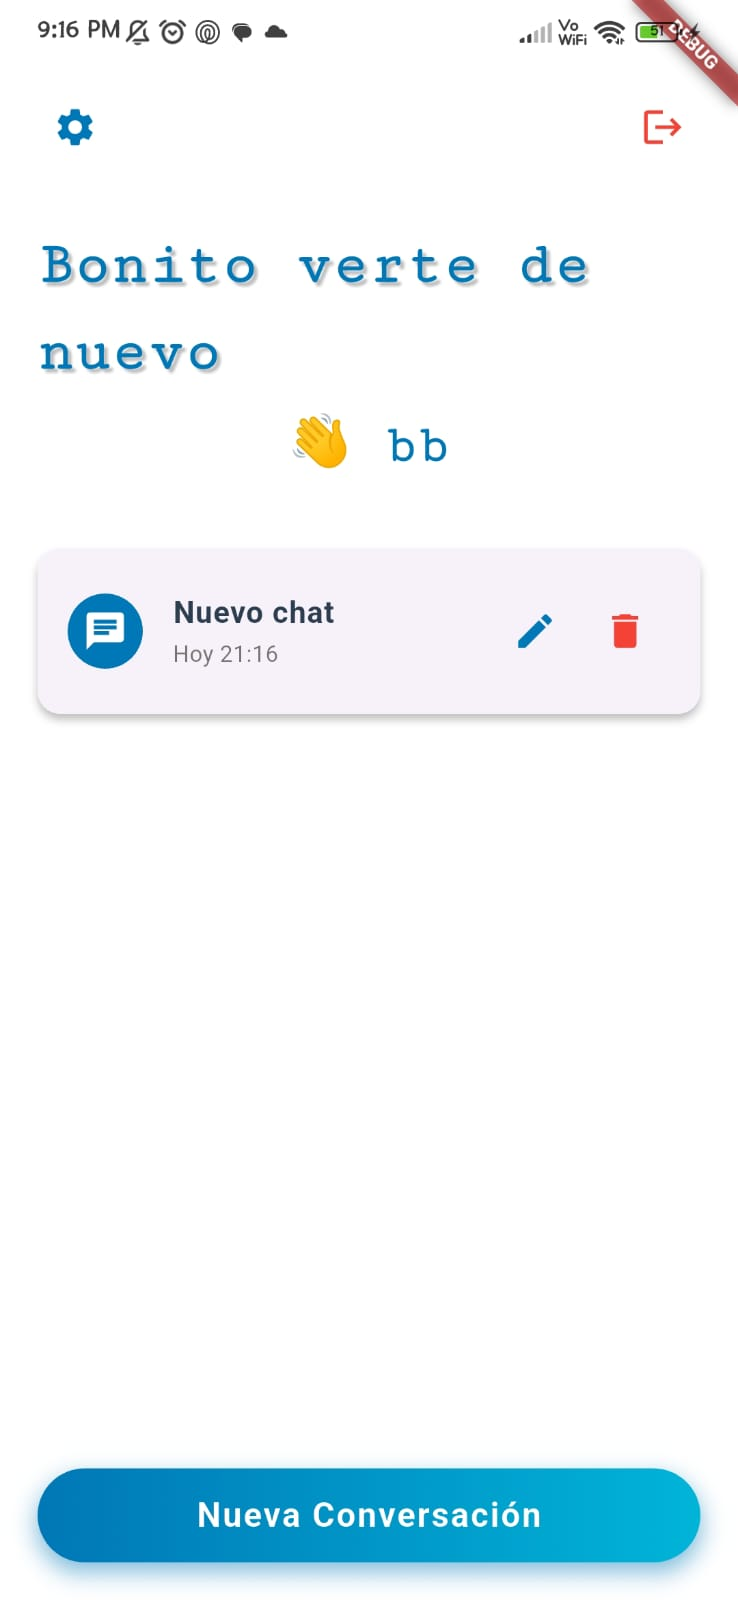 9:16 PM
Vo
WiFi
51
DEBUG
Bonito verte de
nuevo
👋 bb
Nuevo chat
Hoy 21:16
Nueva Conversación